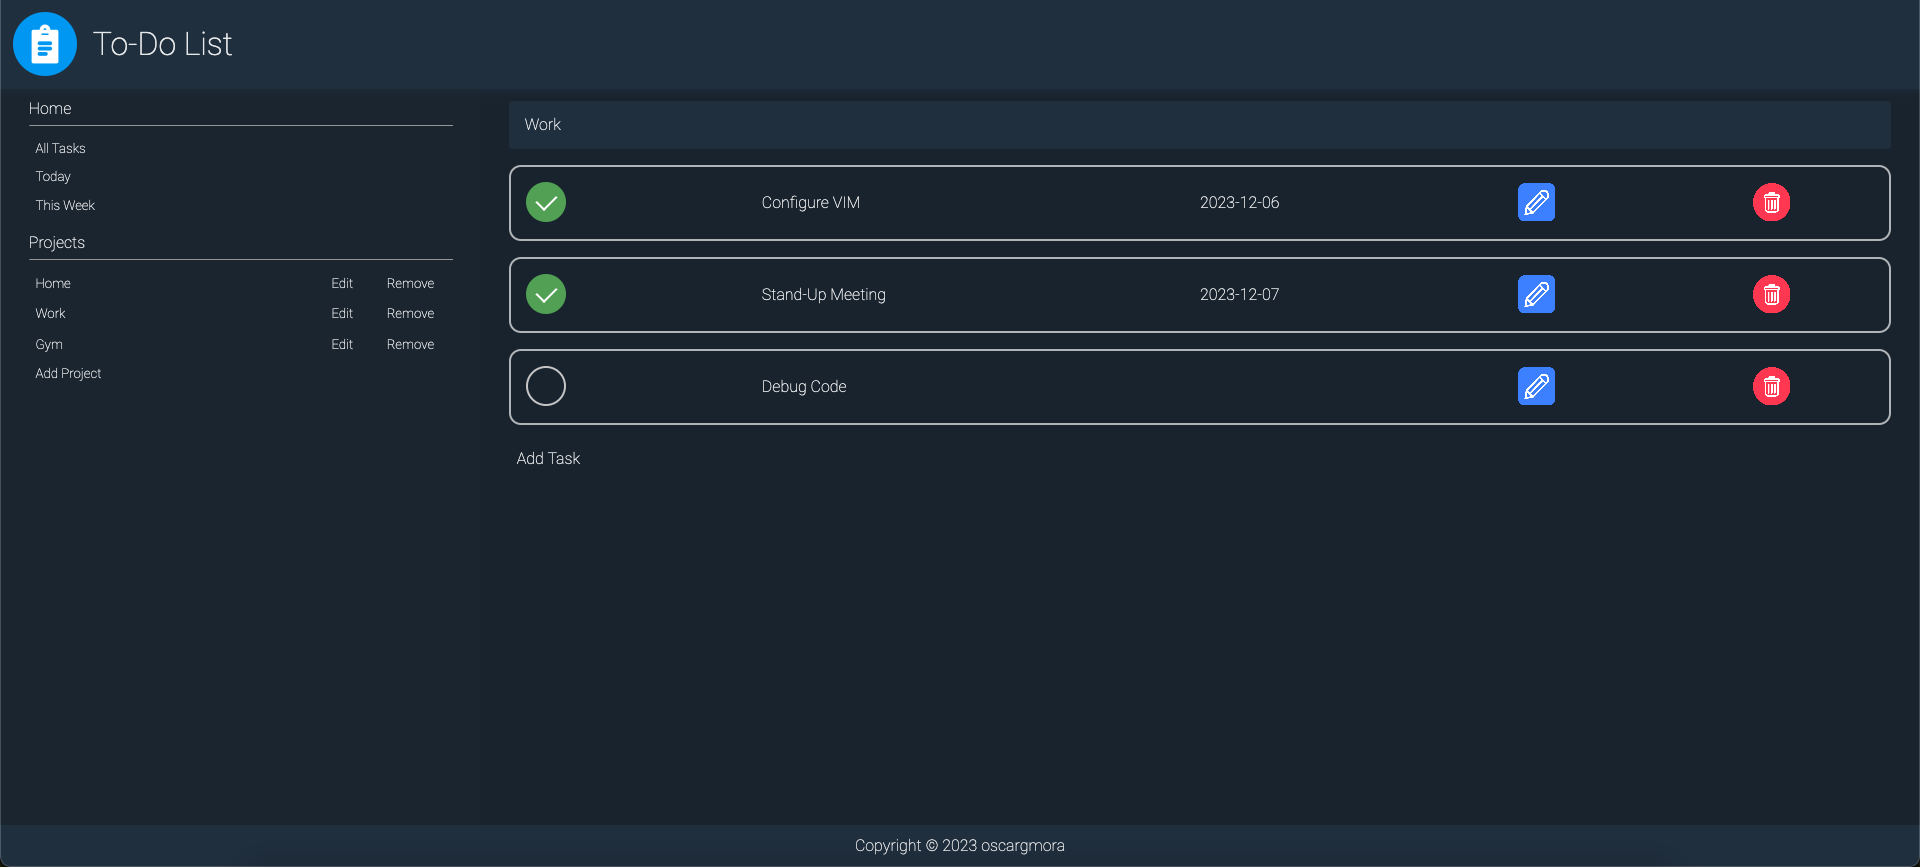 To-Do List
Home
All Tasks
Today
This Week
Projects
Home Edit Remove
Work Edit Remove
Gym Edit Remove
Add Project
Work
Configure VIM 2023-12-06
Stand-Up Meeting 2023-12-07
Debug Code
Add Task
Copyright © 2023 oscargmora